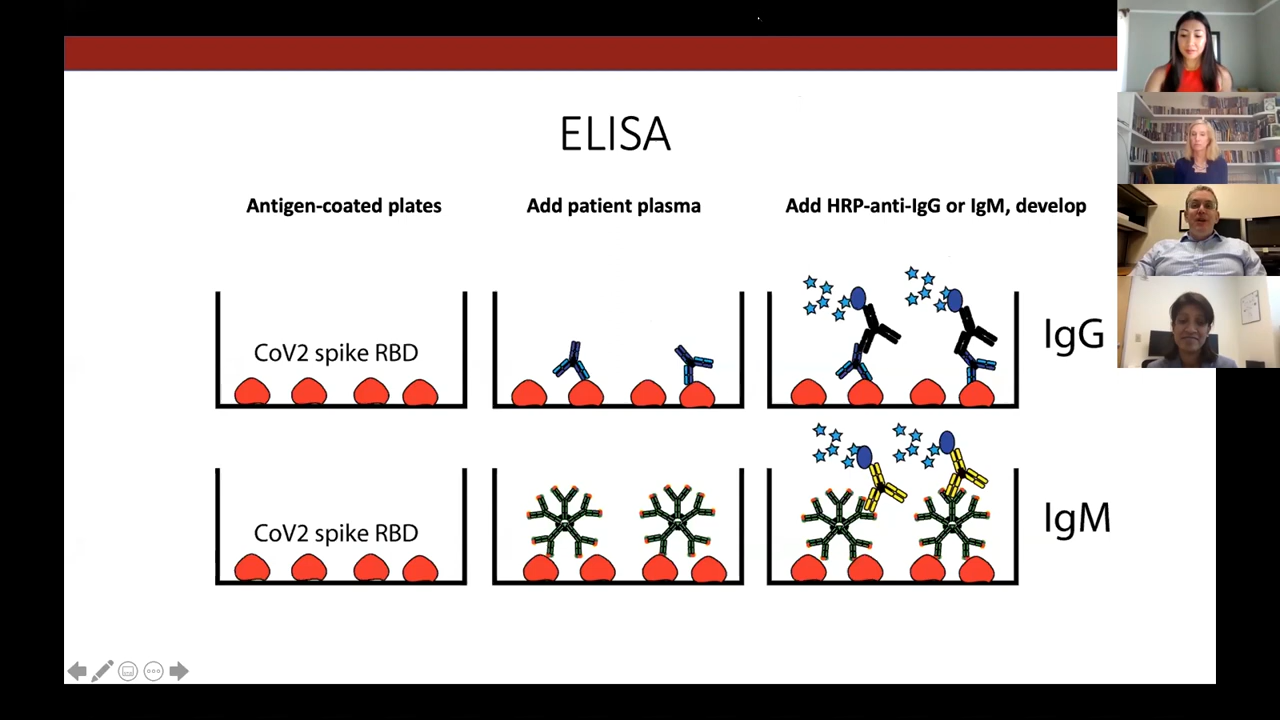 ELISA
Antigen-coated plates
Add patient plasma
Add HRP-anti-IgG or IgM, develop
CoV2 spike RBD
IgG
CoV2 spike RBD
IgM